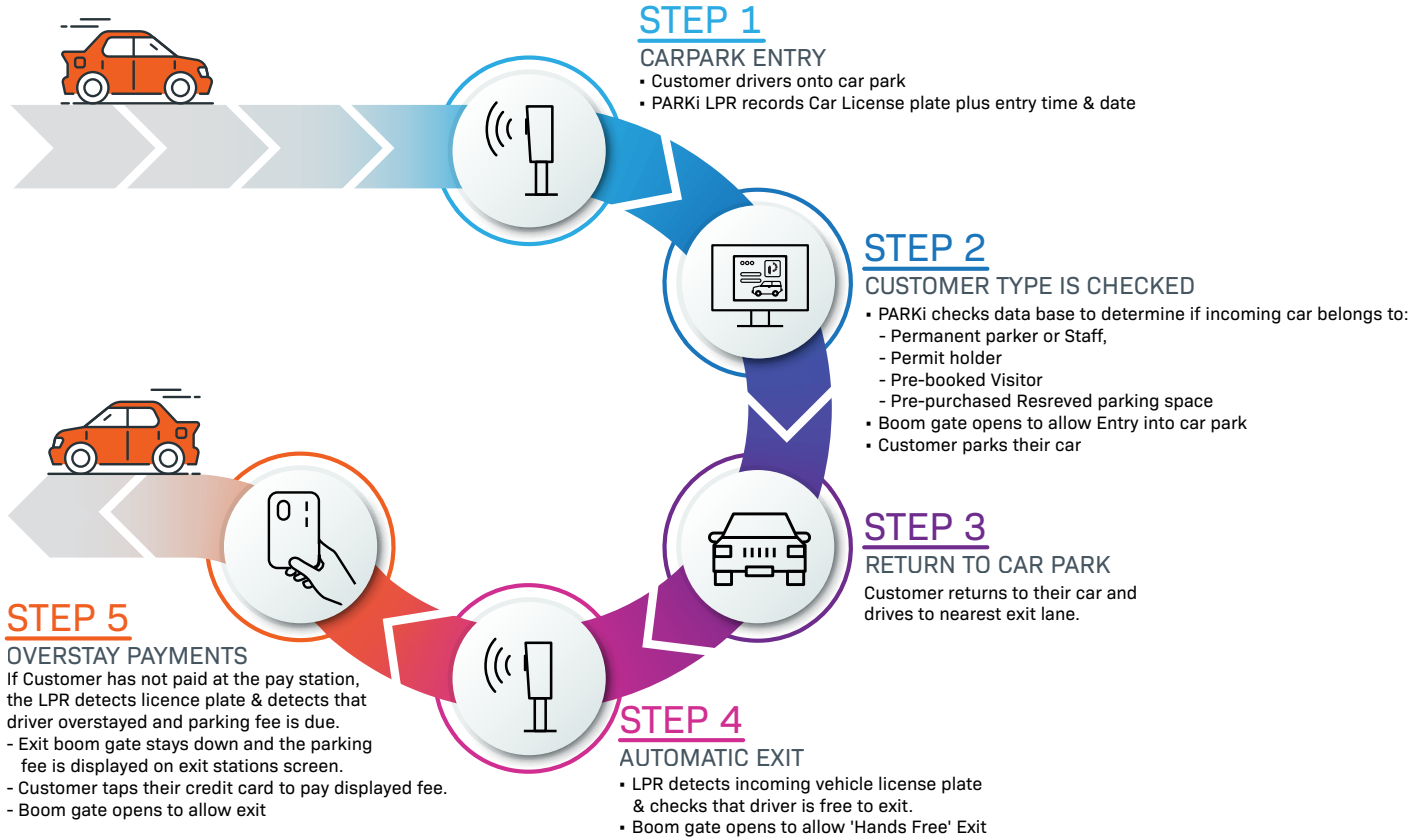 STEP 1
CARPARK ENTRY
▪ Customer drivers onto car park
▪ PARKi LPR records Car License plate plus entry time & date
STEP 2
CUSTOMER TYPE IS CHECKED
▪ PARKi checks data base to determine if incoming car belongs to:
- Permanent parker or Staff,
- Permit holder
- Pre-booked Visitor
- Pre-purchased Resreved parking space
▪ Boom gate opens to allow Entry into car park
▪ Customer parks their car
STEP 3
RETURN TO CAR PARK
Customer returns to their car and
drives to nearest exit lane.
STEP 4
AUTOMATIC EXIT
▪ LPR detects incoming vehicle license plate
& checks that driver is free to exit.
▪ Boom gate opens to allow 'Hands Free' Exit
STEP 5
OVERSTAY PAYMENTS
If Customer has not paid at the pay station,
the LPR detects licence plate & detects that
driver overstayed and parking fee is due.
- Exit boom gate stays down and the parking
fee is displayed on exit stations screen.
- Customer taps their credit card to pay displayed fee.
- Boom gate opens to allow exit